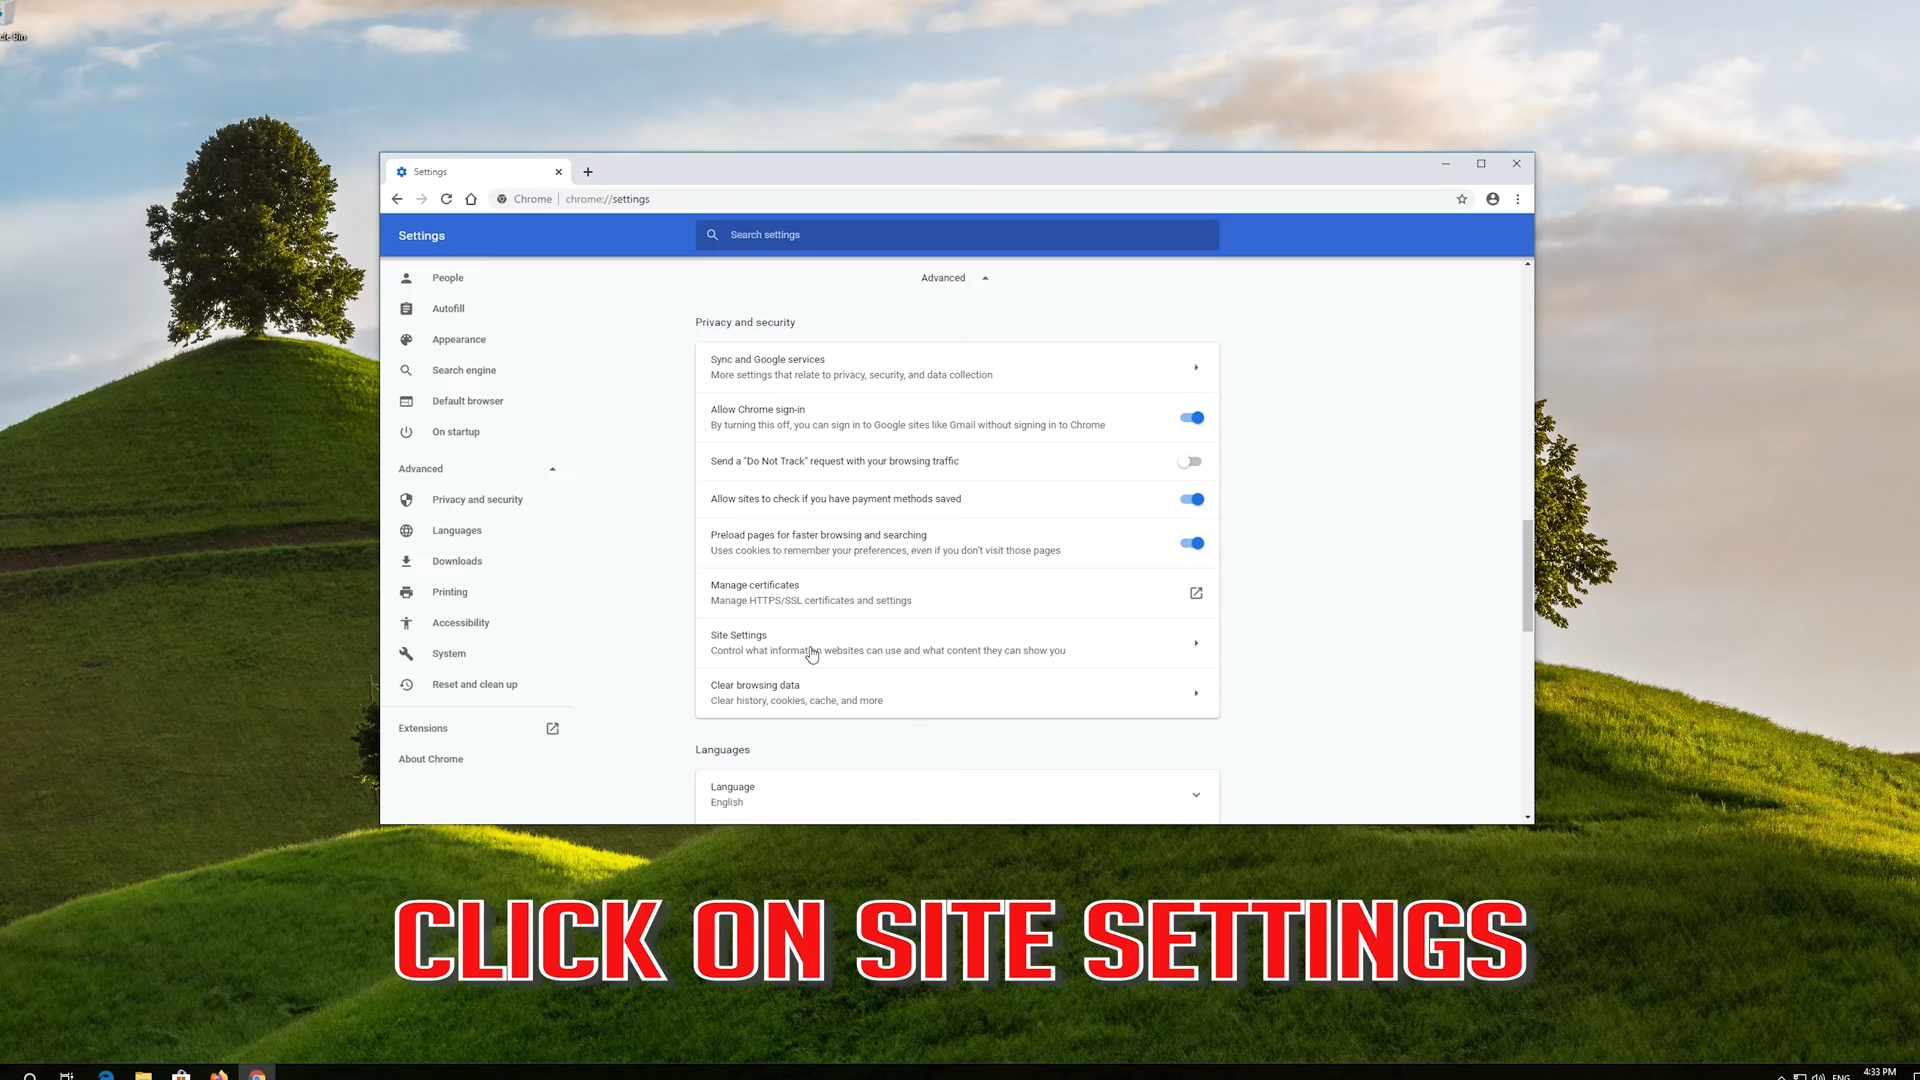 cle Bin
Settings
Chrome
chrome://settings
Settings
Search settings
People
Autofill
Appearance
Search engine
Default browser
On startup
Advanced
Privacy and security
Languages
Downloads
Printing
Accessibility
System
Reset and clean up
Extensions
About Chrome
Advanced
Privacy and security
Sync and Google services
More settings that relate to privacy, security, and data collection
Allow Chrome sign-in
By turning this off, you can sign in to Google sites like Gmail without signing in to Chrome
Send a "Do Not Track" request with your browsing traffic
Allow sites to check if you have payment methods saved
Preload pages for faster browsing and searching
Uses cookies to remember your preferences, even if you don't visit those pages
Manage certificates
Manage HTTPS/SSL certificates and settings
Site Settings
Control what information websites can use and what content they can show you
Clear browsing data
Clear history, cookies, cache, and more
Languages
Language
English
CLICK ON SITE SETTINGS
ENG
4:33 PM